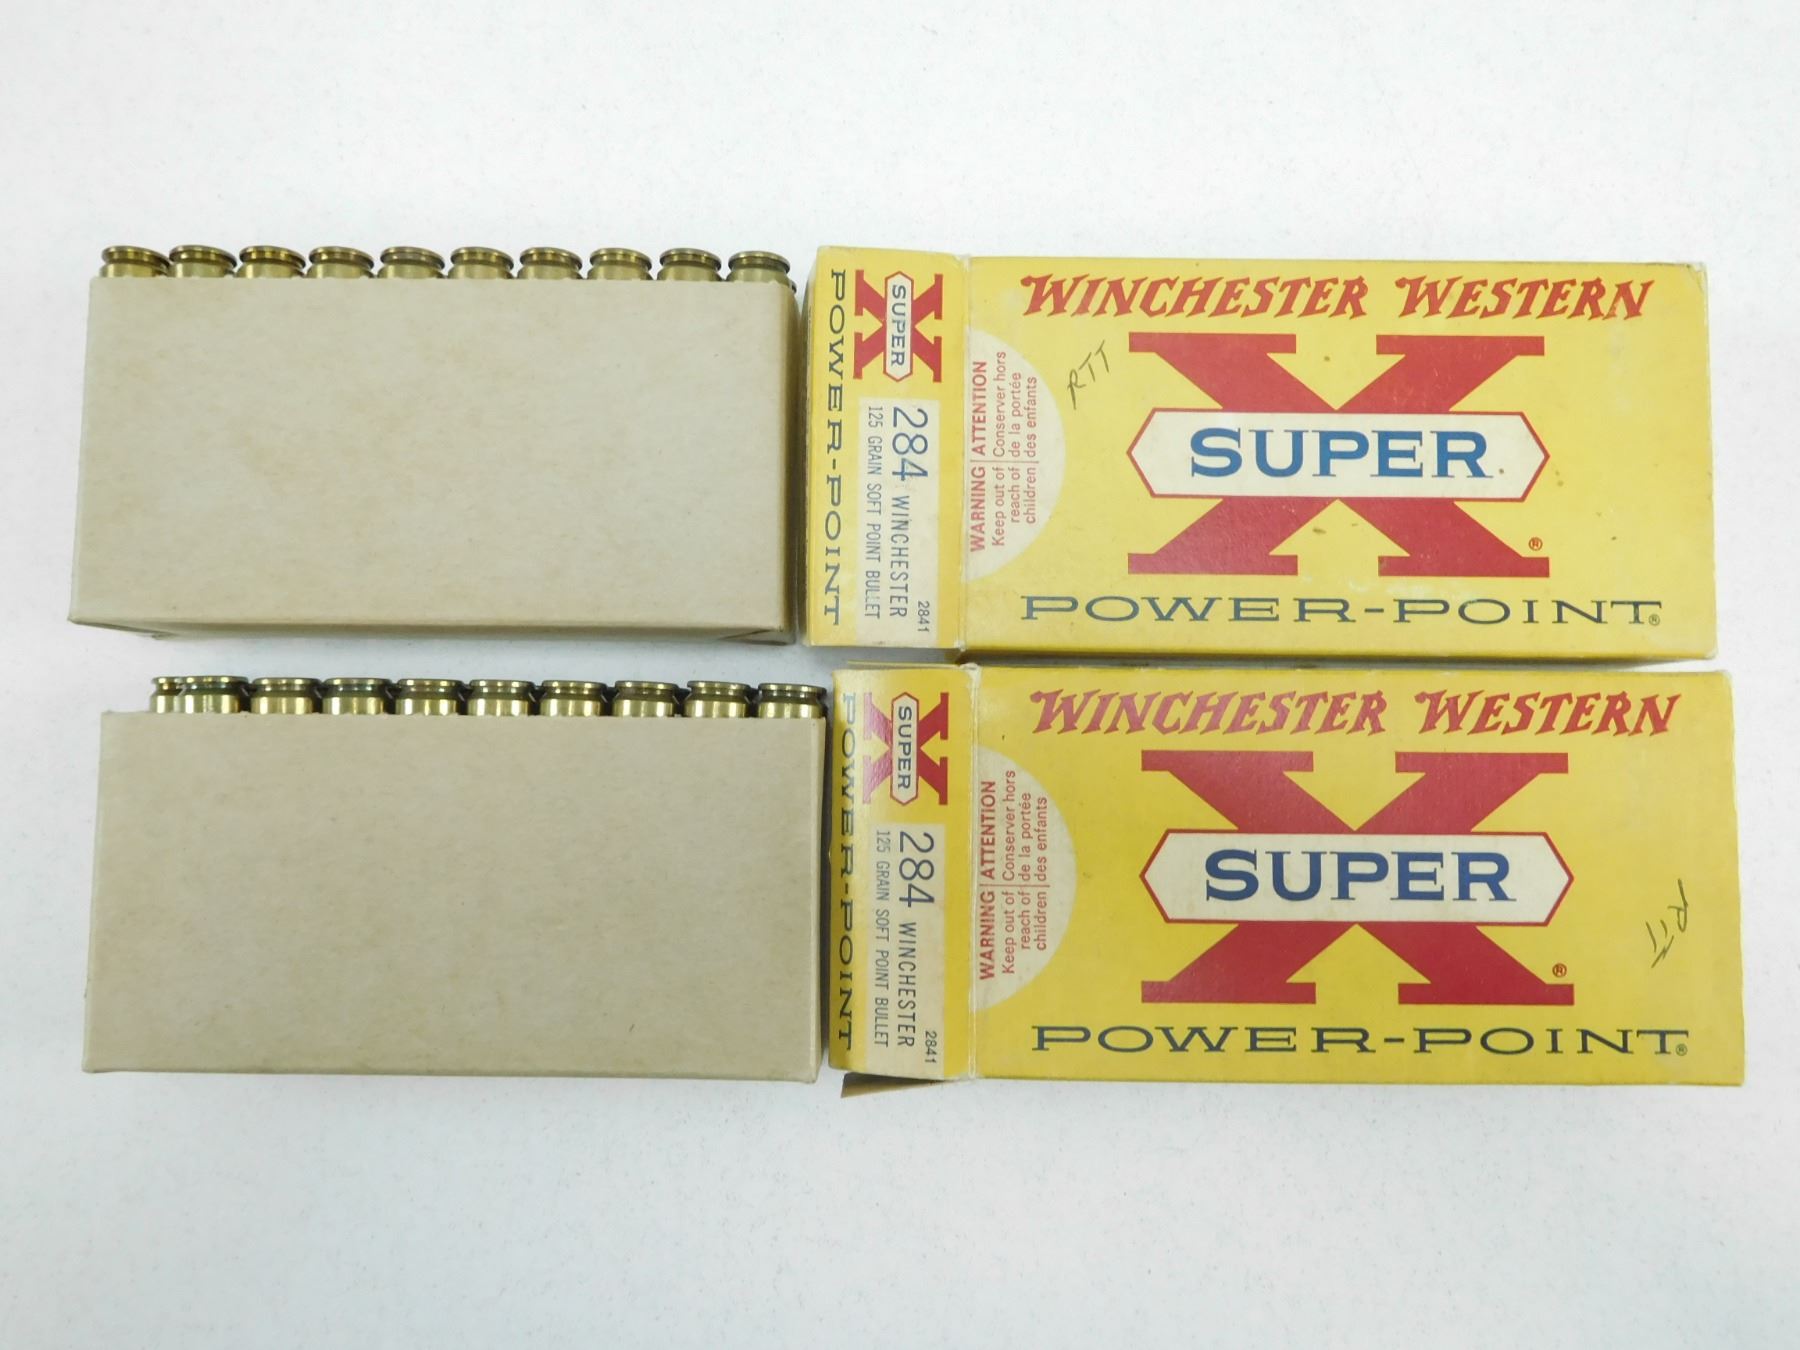 WINCHESTER WESTERN
X
SUPER
®
POWER-POINT®
WARNING
Keep out of
reach of
children
ATTENTION
Conserver hors
de la portée
des enfants
RTT
X
SUPER
POWER-POINT
284 WINCHESTER
125 GRAIN SOFT POINT BULLET
2841
WINCHESTER WESTERN
X
SUPER
®
POWER-POINT®
WARNING
Keep out of
reach of
children
ATTENTION
Conserver hors
de la portée
des enfants
X
SUPER
POWER-POINT
284 WINCHESTER
125 GRAIN SOFT POINT BULLET
2841